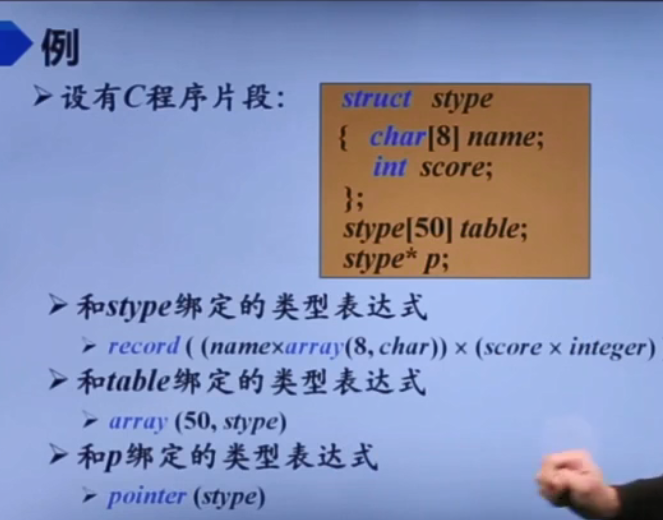 例
设有C程序片段:
struct stype
{ char[8] name;
int score;
};
stype[50] table;
stype* p;
和stype绑定的类型表达式
record ( (name×array(8, char)) × (score × integer)
和table绑定的类型表达式
array (50, stype)
和p绑定的类型表达式
pointer (stype)